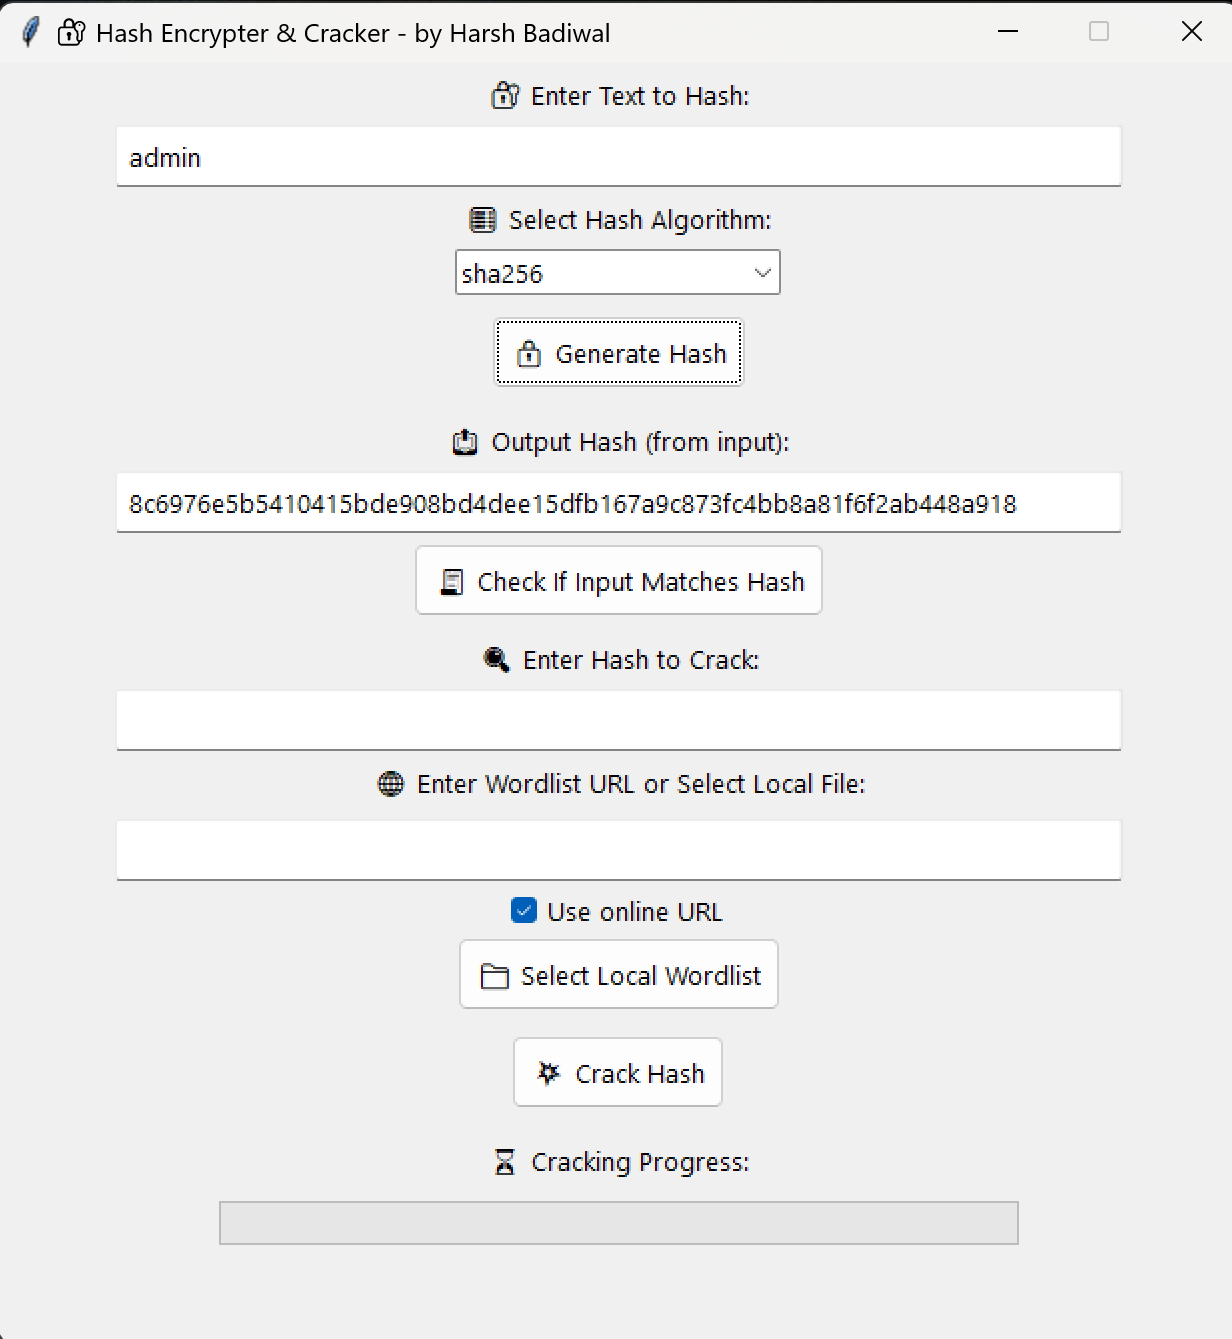 Hash Encrypter & Cracker - by Harsh Badiwal
Enter Text to Hash:
admin
Select Hash Algorithm:
sha256
Generate Hash
Output Hash (from input):
8c6976e5b5410415bde908bd4dee15dfb167a9c873fc4bb8a81f6f2ab448a918
Check If Input Matches Hash
Enter Hash to Crack:
Enter Wordlist URL or Select Local File:
Use online URL
Select Local Wordlist
Crack Hash
Cracking Progress: